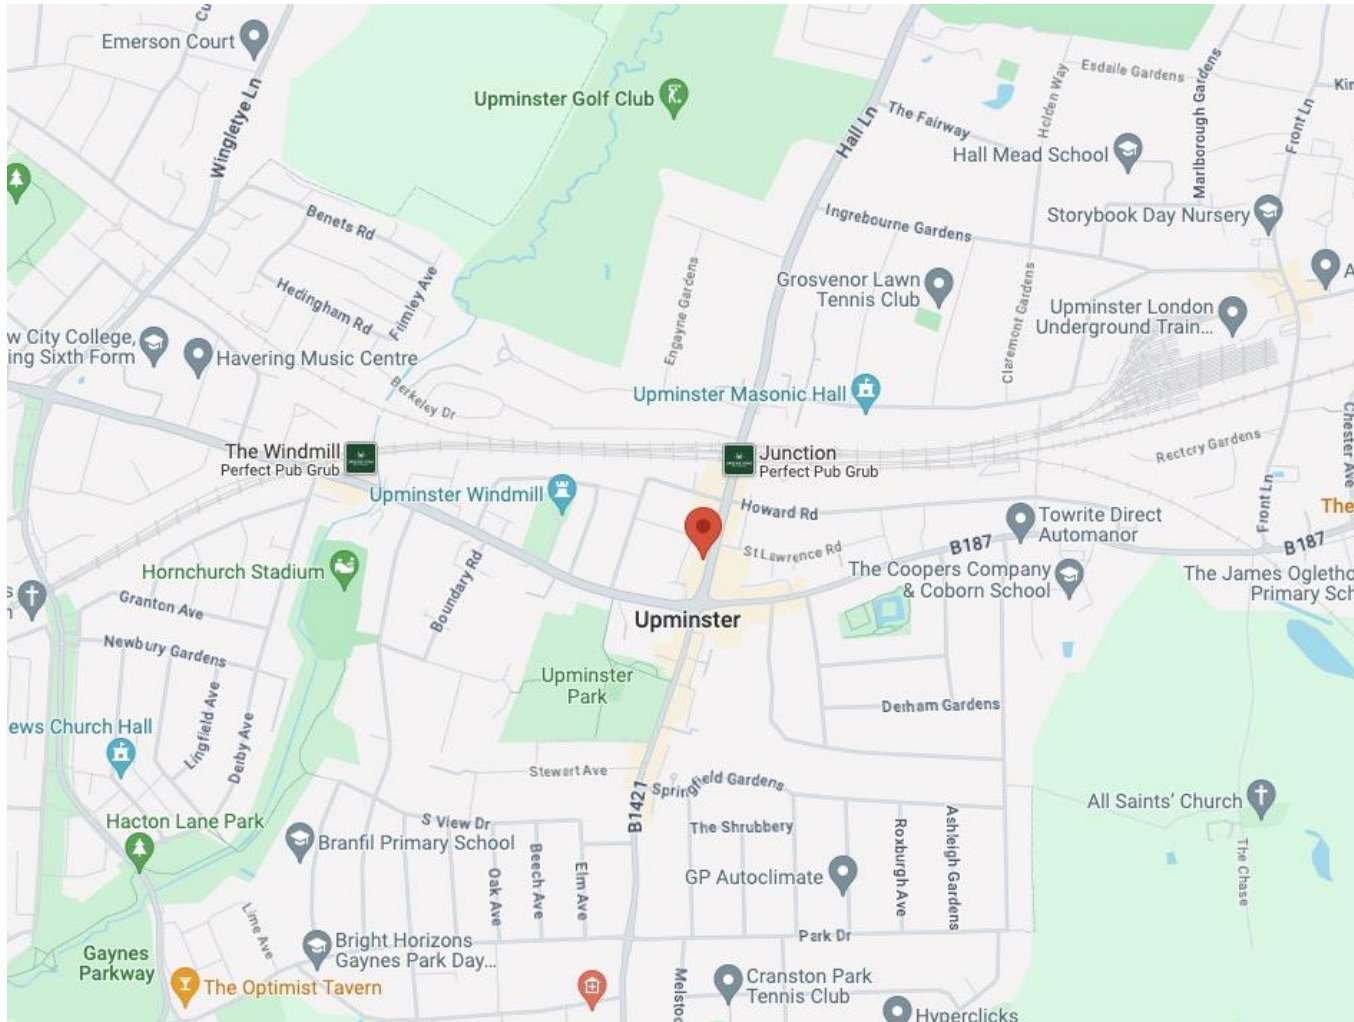 Emerson Court
Cu
Wingletye Ln
Upminster Golf Club
Hall Ln
The Fairway
Holden Way
Esdaile Gardens
Marlborough Gardens
Front Ln
Kin
Hall Mead School
Benets Rd
Ingrebourne Gardens
Storybook Day Nursery
Hedingham Rd
Frimley Ave
Engayne Gardens
Grosvenor Lawn
Tennis Club
Claremont Gardens
Upminster London
Underground Train...
A
w City College,
ing Sixth Form
Havering Music Centre
Berkeley Dr
Upminster Masonic Hall
Chester Ave
The Windmill
Perfect Pub Grub
Junction
Perfect Pub Grub
Rectory Gardens
Upminster Windmill
Howard Rd
Front Ln
The
Towrite Direct
Automanor
St Lawrence Rd
B187
B187
Hornchurch Stadium
Boundary Rd
The Coopers Company
& Coborn School
The James Ogletho
Primary Sch
s
n
Granton Ave
Newbury Gardens
Upminster
Upminster
Park
Lingfield Ave
Derby Ave
Derham Gardens
ews Church Hall
Stewart Ave
B1421
Springfield Gardens
All Saints' Church
The Chase
Hacton Lane Park
S View Dr
The Shrubbery
Roxburgh Ave
Ashleigh Gardens
Branfil Primary School
Oak Ave
Beech Ave
Elm Ave
GP Autoclimate
Lime Ave
Park Dr
Gaynes
Parkway
Bright Horizons
Gaynes Park Day...
Melstoc
Cranston Park
Tennis Club
The Optimist Tavern
Hyperclicks